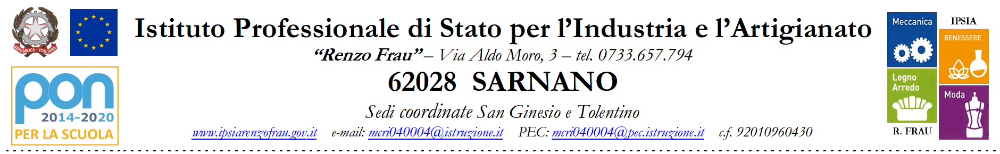 Istituto Professionale di Stato per l’Industria e l’Artigianato
“Renzo Frau” – Via Aldo Moro, 3 – tel. 0733.657.794
62028 SARNANO
Sedi coordinate San Ginesio e Tolentino
www.ipsiarenzofrau.gov.it e-mail: mcri040004@istruzione.it PEC: mcri040004@pec.istruzione.it c.f. 92010960430
REPVBBLICA ITALIANA
pon
2014-2020
PER LA SCUOLA
Meccanica
IPSIA
BENESSERE
Legno
Arredo
Moda
R. FRAU